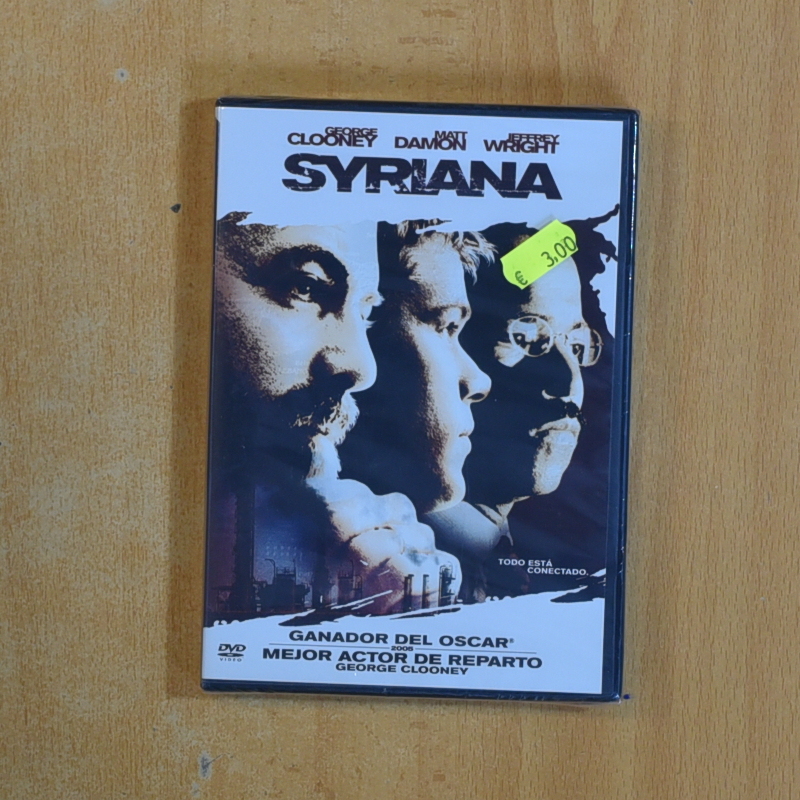 GEORGE MATT JEFFREY
CLOONEY DAMON WRIGHT
SYRIANA
€ 3,00
TODO ESTÁ
CONECTADO.
GANADOR DEL OSCAR®
2005
MEJOR ACTOR DE REPARTO
GEORGE CLOONEY
DVD
VIDEO